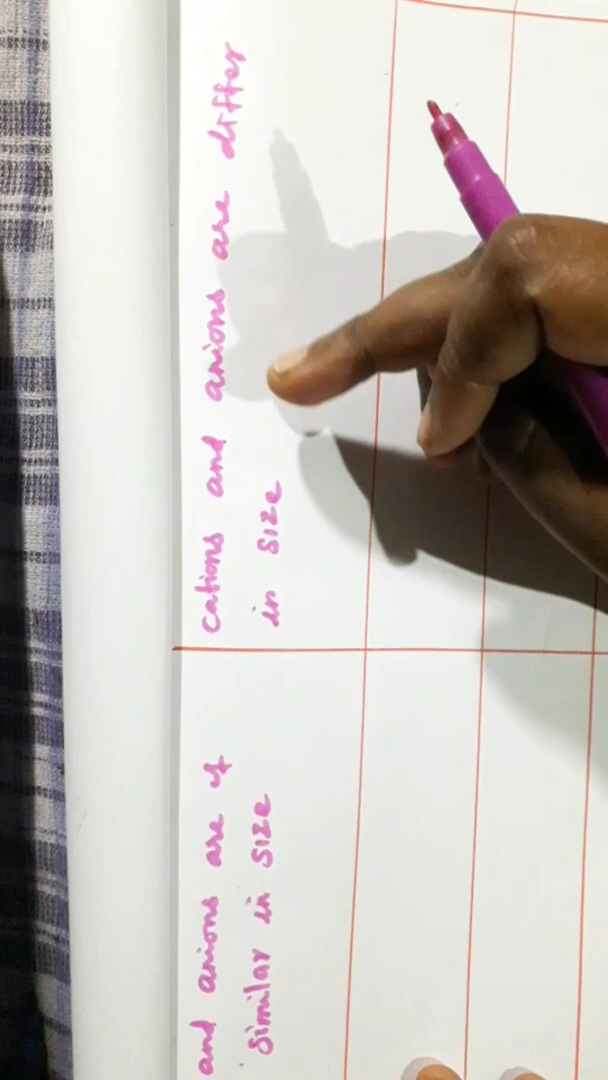 and anions are of
similar in size
cations and anions are differ
in size